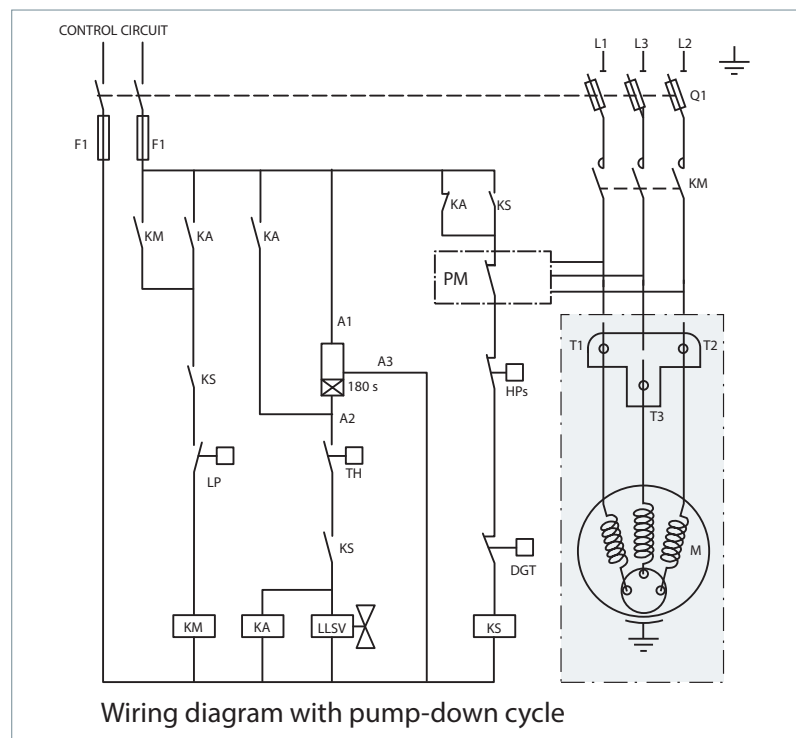 CONTROL CIRCUIT
L1 L3 L2
Q1
F1 F1
KM
KA KS
KM KA KA
PM
A1
T1 T2
A3
180 s
KS
HPs
A2
T3
LP TH
KS
M
DGT
KM KA LLSV KS
Wiring diagram with pump-down cycle